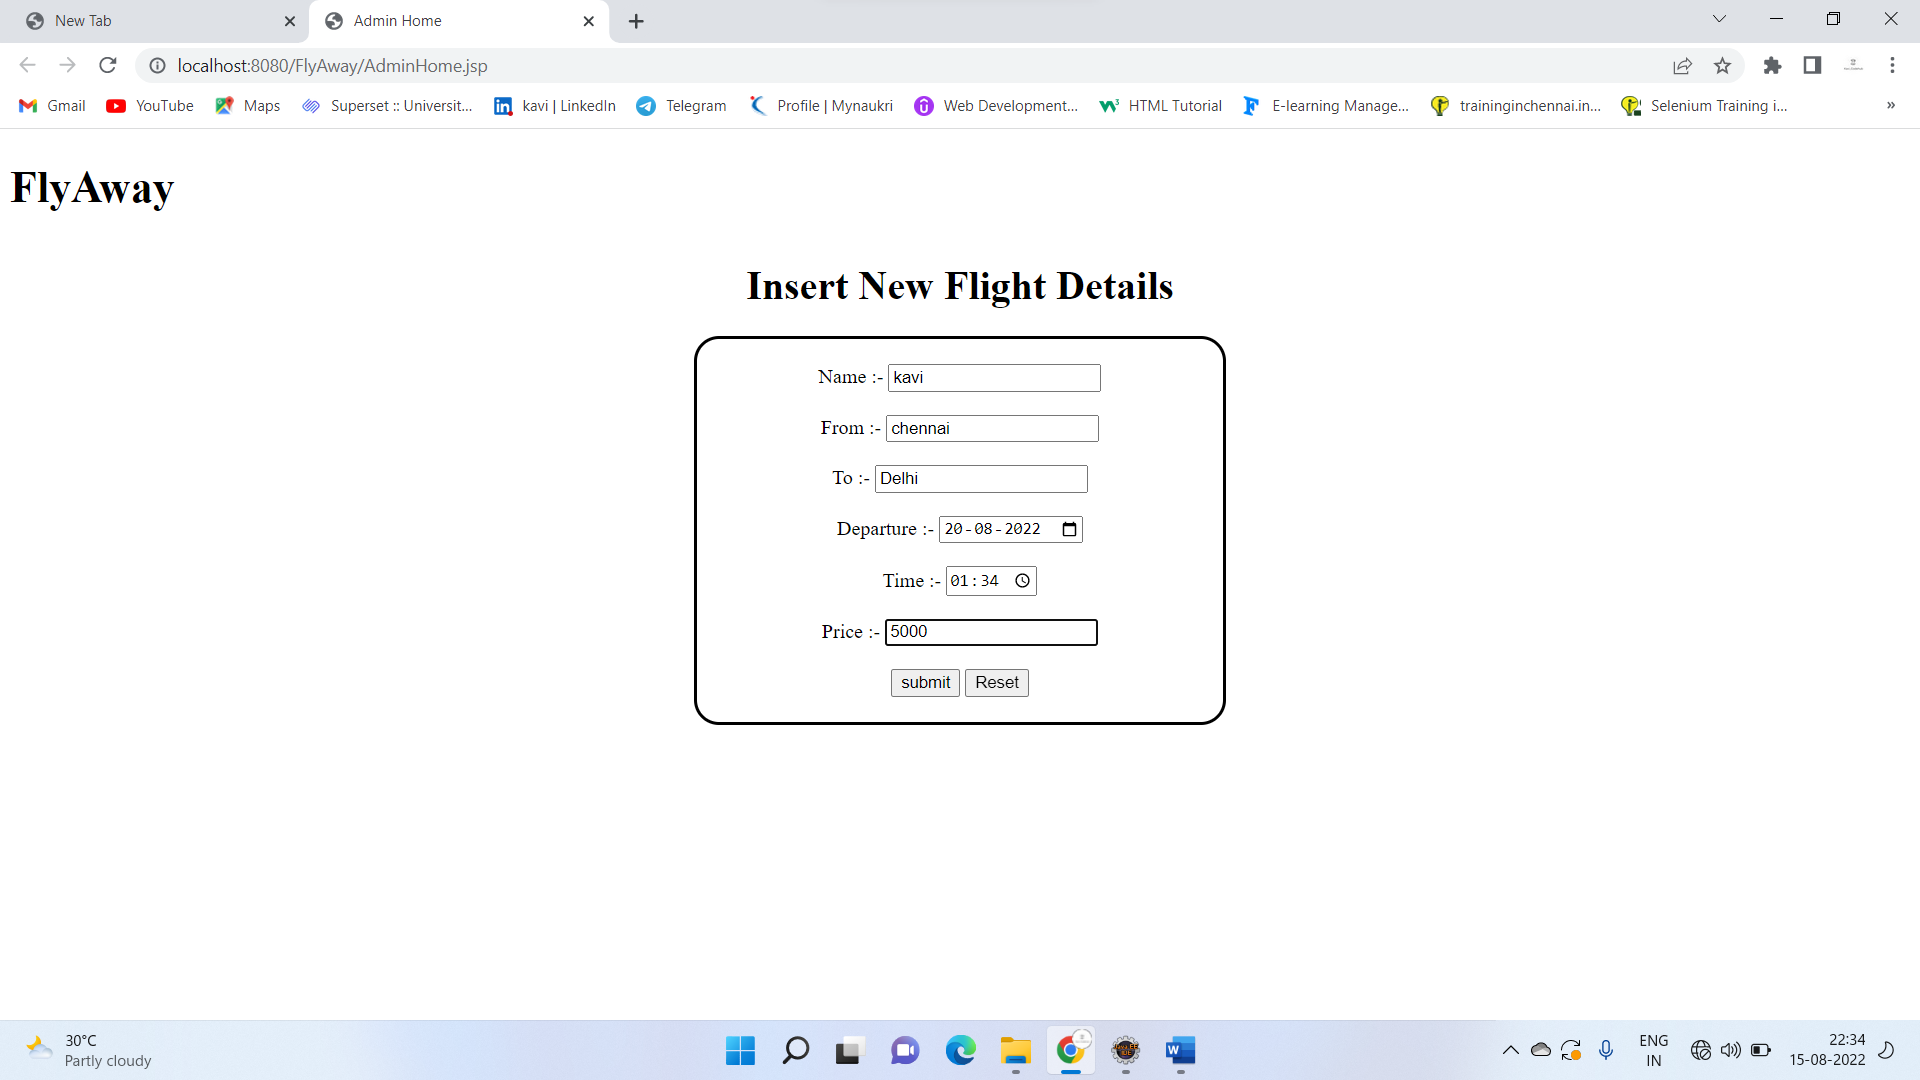 New Tab
Admin Home
localhost:8080/FlyAway/AdminHome.jsp
Gmail YouTube Maps Superset :: Universit... kavi | LinkedIn Telegram Profile | Mynaukri Web Development... HTML Tutorial E-learning Manage... traininginchennai.in... Selenium Training i... »
FlyAway
Insert New Flight Details
Name :- kavi
From :- chennai
To :- Delhi
Departure :- 20-08-2022
Time :- 01:34
Price :- 5000
submit Reset
30°C
Partly cloudy
ENG
IN
22:34
15-08-2022